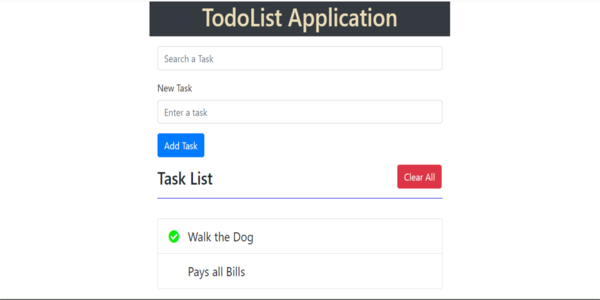 TodoList Application
Search a Task
New Task
Enter a task
Add Task
Task List
Clear All
Walk the Dog
Pays all Bills